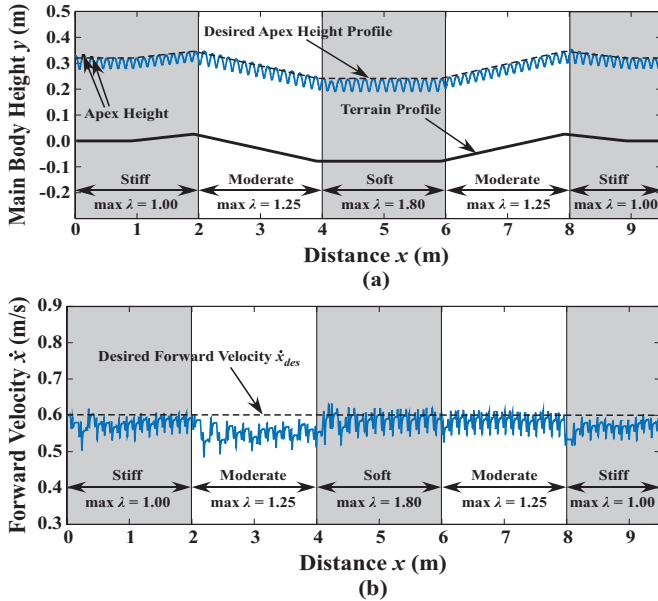 Main Body Height y (m)
0.5
0.4
0.3
0.2
0.1
0.0
-0.1
-0.2
Desired Apex Height Profile
Apex Height
Terrain Profile
Stiff
Moderate
Soft
Moderate
Stiff
max λ = 1.00
max λ = 1.25
max λ = 1.80
max λ = 1.25
max λ = 1.00
0 1 2 3 4 5 6 7 8 9
Distance x (m)
(a)
Forward Velocity ẋ (m/s)
0.9
0.8
0.7
0.6
0.5
0.4
0.3
Desired Forward Velocity ẋdes
Stiff
Moderate
Soft
Moderate
Stiff
max λ = 1.00
max λ = 1.25
max λ = 1.80
max λ = 1.25
max λ = 1.00
0 1 2 3 4 5 6 7 8 9
Distance x (m)
(b)